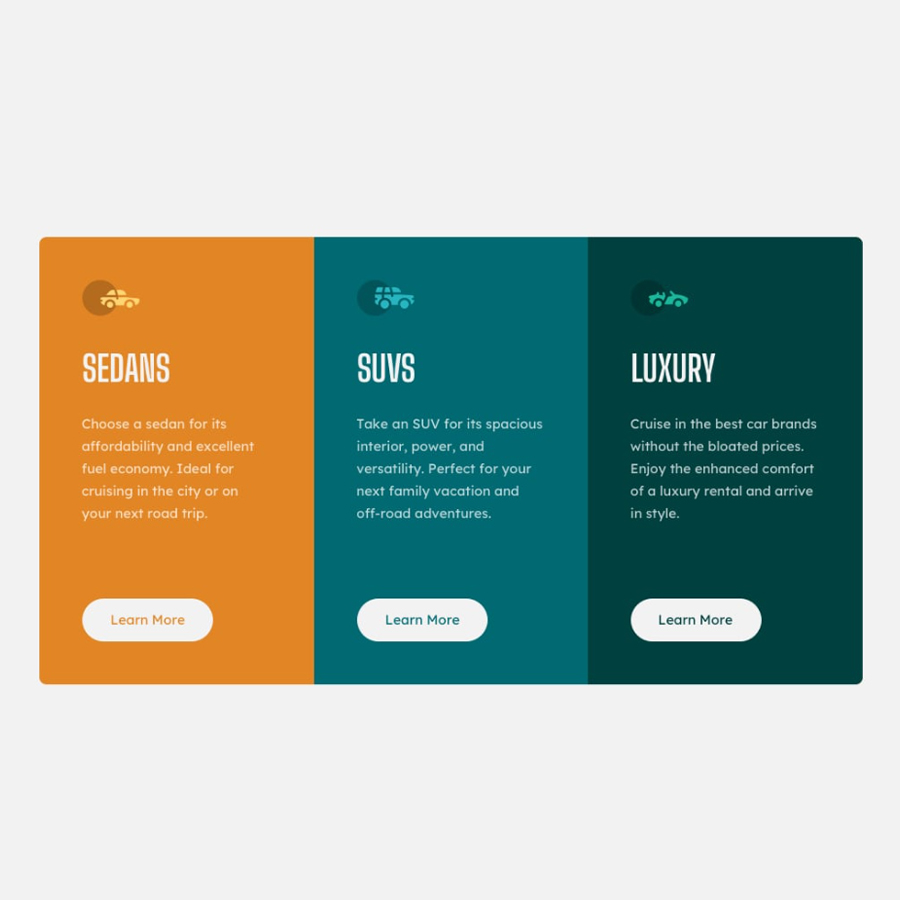 SEDANS
Choose a sedan for its
affordability and excellent
fuel economy. Ideal for
cruising in the city or on
your next road trip.
Learn More
SUVS
Take an SUV for its spacious
interior, power, and
versatility. Perfect for your
next family vacation and
off-road adventures.
Learn More
LUXURY
Cruise in the best car brands
without the bloated prices.
Enjoy the enhanced comfort
of a luxury rental and arrive
in style.
Learn More